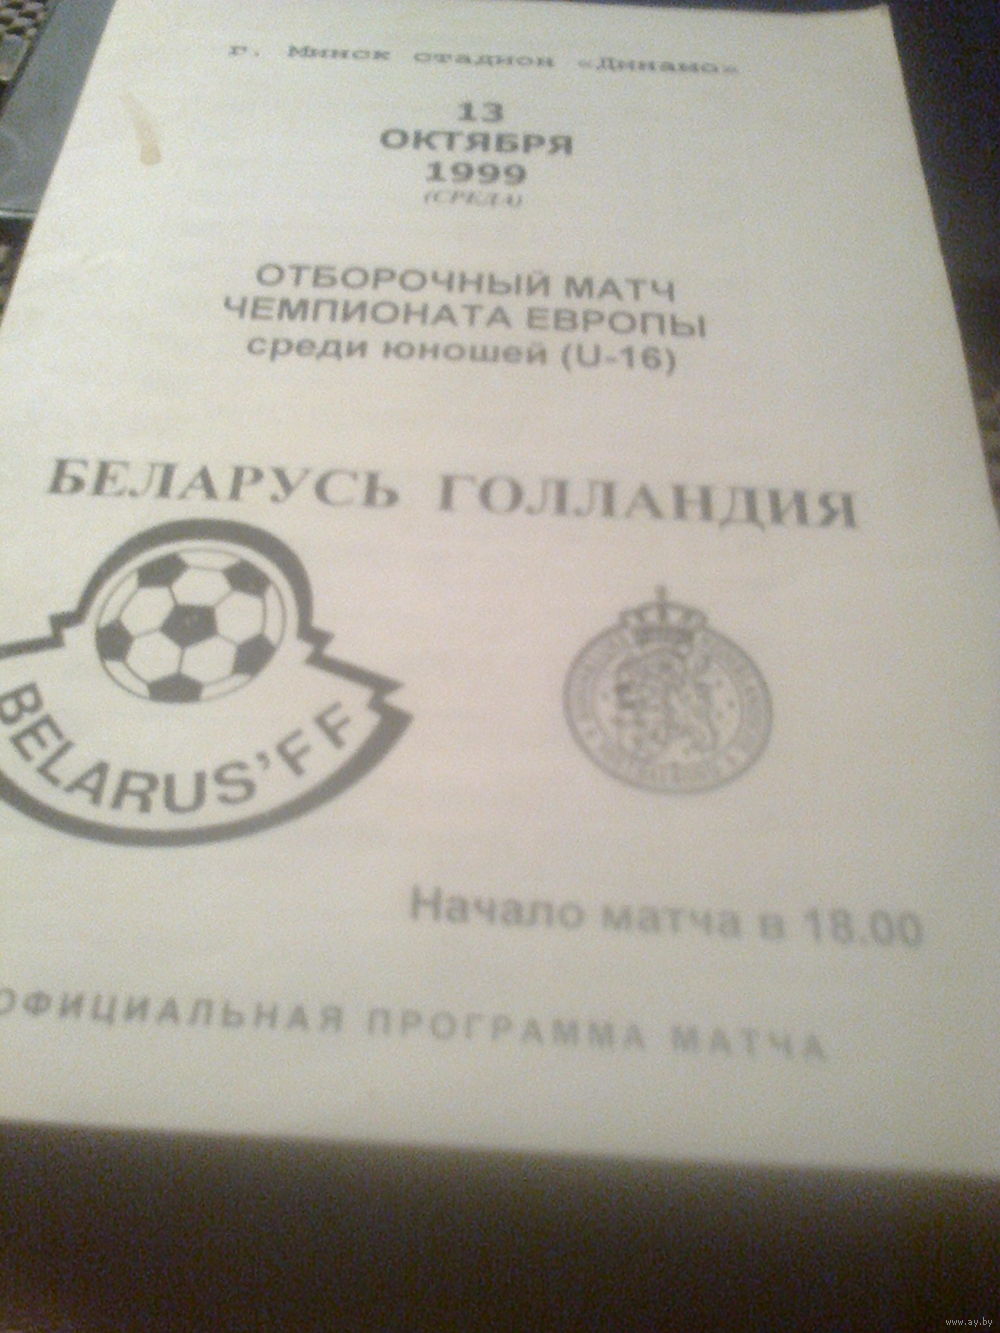 г. Минск стадион «Динамо»
13
ОКТЯБРЯ
1999
(СРЕДА)
ОТБОРОЧНЫЙ МАТЧ
ЧЕМПИОНАТА ЕВРОПЫ
среди юношей (U-16)
БЕЛАРУСЬ ГОЛЛАНДИЯ
BELARUS' F F
Начало матча в 18.00
ОФИЦИАЛЬНАЯ ПРОГРАММА МАТЧА
www.ay.by